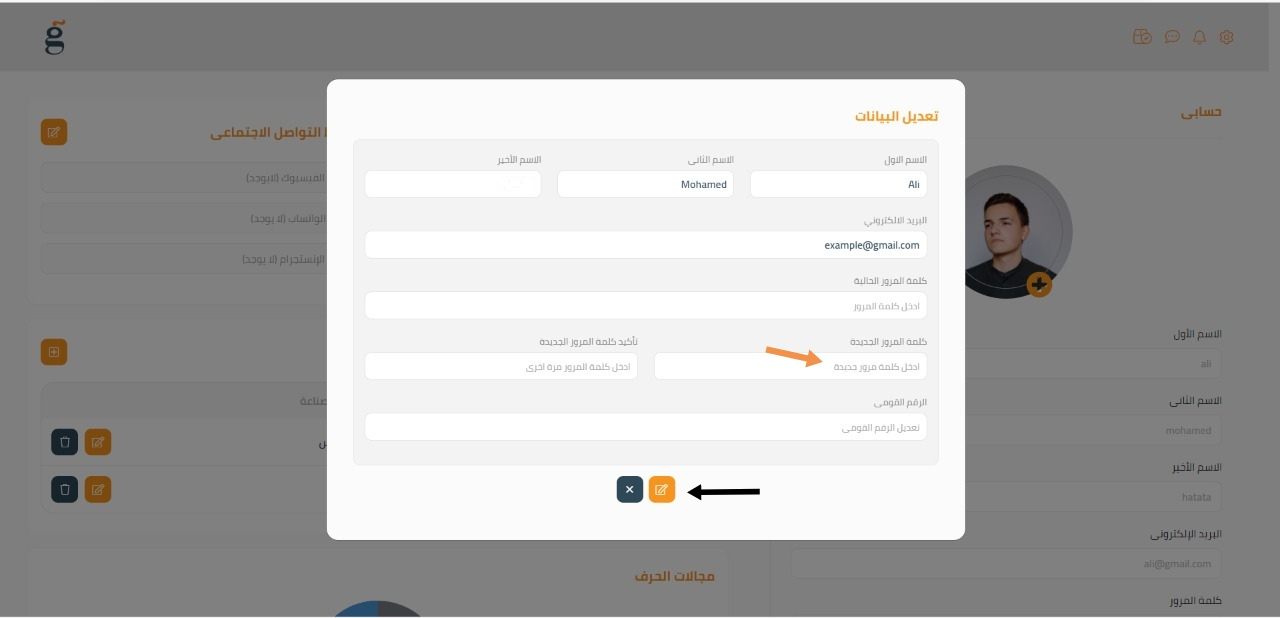 حسابى
تعديل البيانات
الاسم الاول
الاسم الثانى
الاسم الأخير
Ali
Mohamed
البريد الالكتروني
example@gmail.com
كلمة المرور الحالية
ادخل كلمة المرور
كلمة المرور الجديدة
تأكيد كلمة المرور الجديدة
ادخل كلمة مرور جديدة
ادخل كلمة المرور مرة اخرى
الرقم القومى
تعديل الرقم القومى
الاسم الأول
ali
الاسم الثانى
mohamed
الاسم الأخير
hatata
البريد الإلكترونى
ali@gmail.com
كلمة المرور
التواصل الاجتماعى
الفيسبوك (لايوجد)
الواتساب (لا يوجد)
الإنستجرام (لا يوجد)
مجالات الحرف